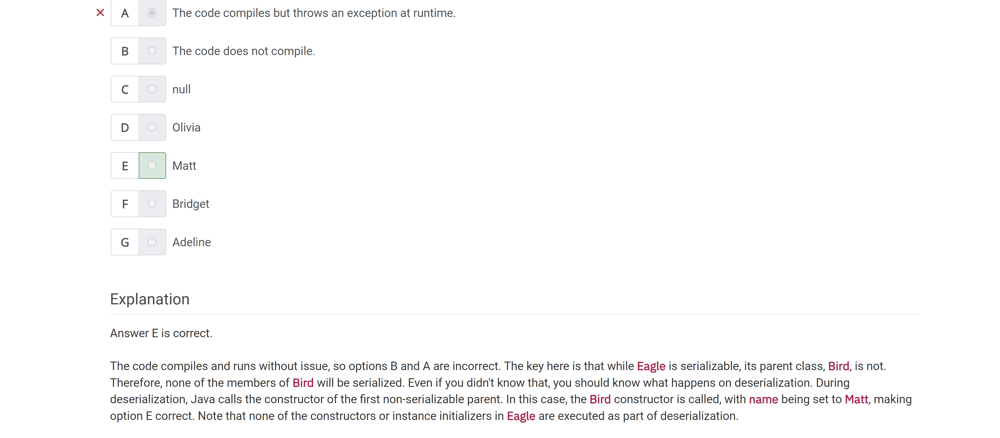 A The code compiles but throws an exception at runtime.
B The code does not compile.
C null
D Olivia
E Matt
F Bridget
G Adeline
Explanation
Answer E is correct.
The code compiles and runs without issue, so options B and A are incorrect. The key here is that while Eagle is serializable, its parent class, Bird, is not.
Therefore, none of the members of Bird will be serialized. Even if you didn't know that, you should know what happens on deserialization. During
deserialization, Java calls the constructor of the first non-serializable parent. In this case, the Bird constructor is called, with name being set to Matt, making
option E correct. Note that none of the constructors or instance initializers in Eagle are executed as part of deserialization.